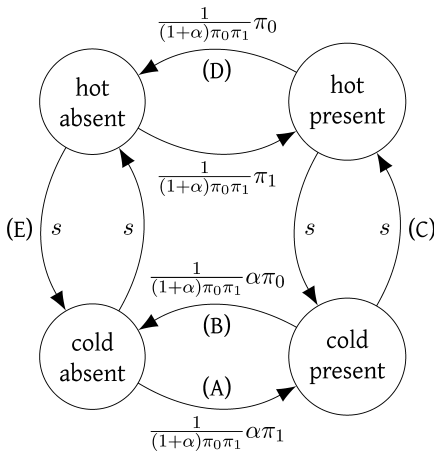 1/((1+α)π₀π₁) π₀
(D)
hot
absent
hot
present
1/((1+α)π₀π₁) π₁
(E)
s
s
s
s
(C)
1/((1+α)π₀π₁) απ₀
(B)
cold
absent
cold
present
(A)
1/((1+α)π₀π₁) απ₁